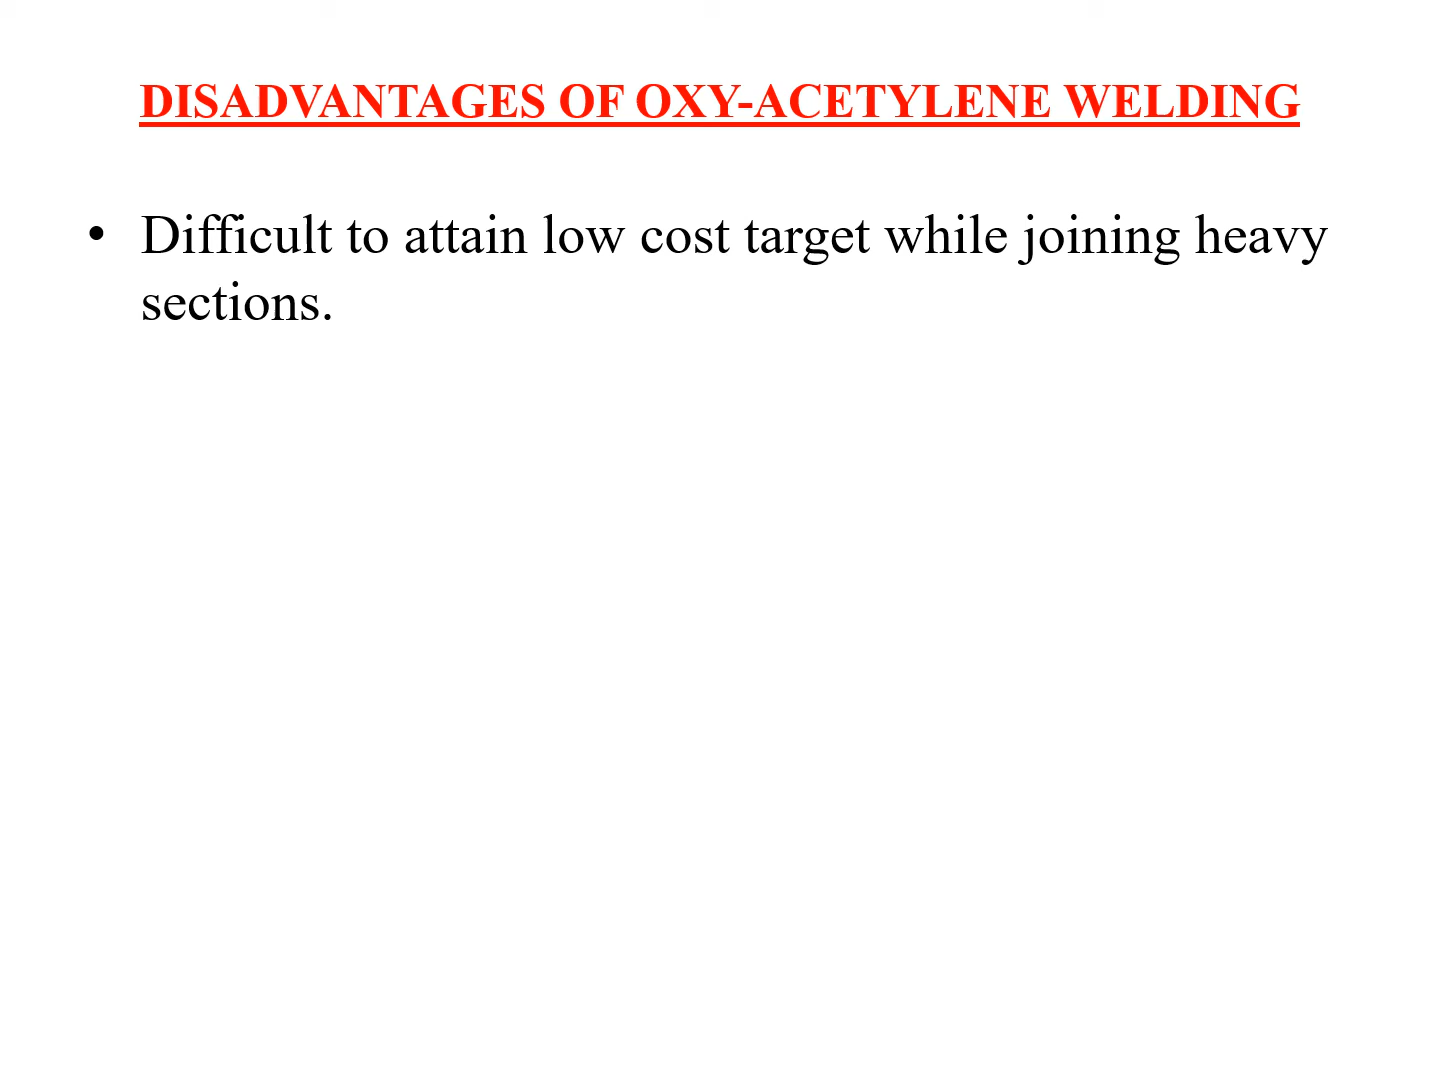 DISADVANTAGES OF OXY-ACETYLENE WELDING
• Difficult to attain low cost target while joining heavy
sections.